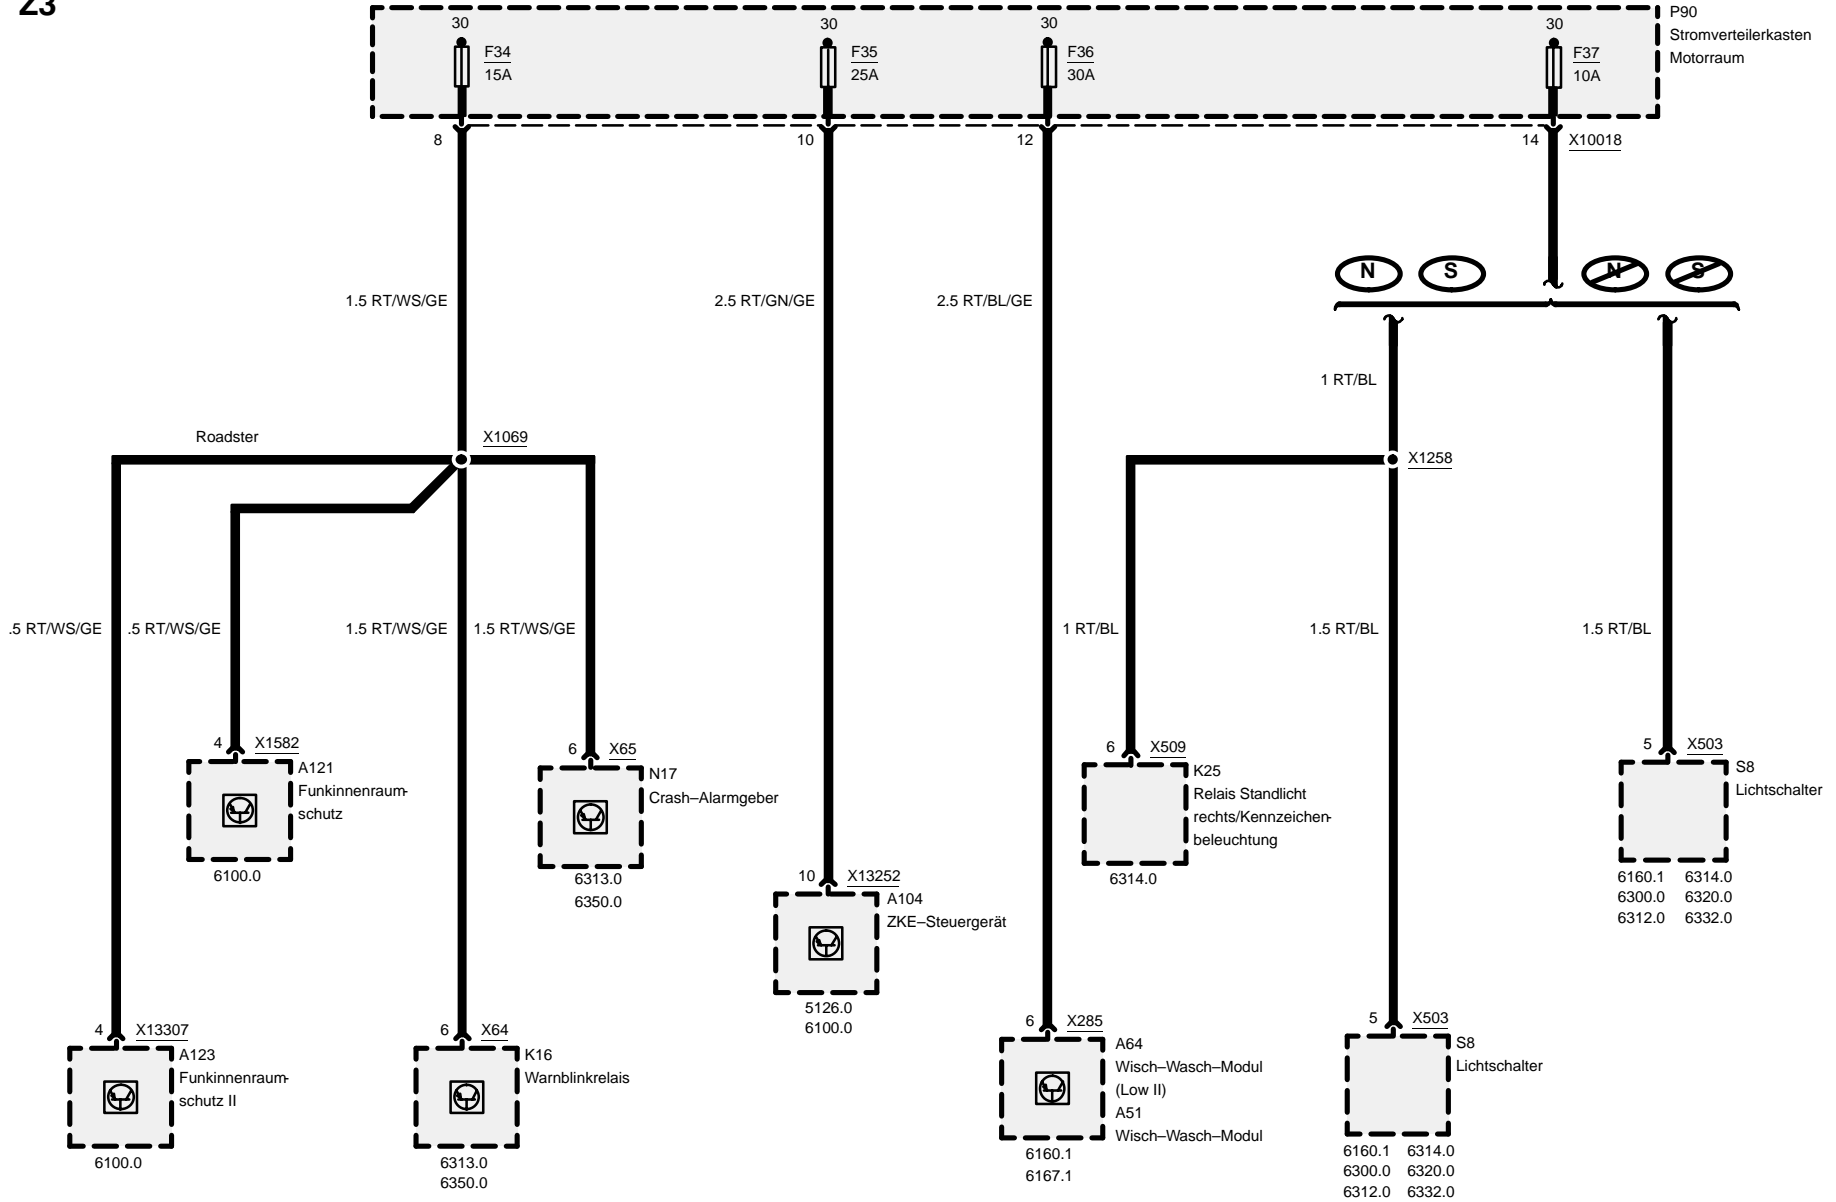 Z3
30
F34
15A
30
F35
25A
30
F36
30A
30
F37
10A
P90
Stromverteilerkasten
Motorraum
8
10
12
14
X10018
N
S
N
S
1.5 RT/WS/GE
2.5 RT/GN/GE
2.5 RT/BL/GE
1 RT/BL
Roadster
X1069
X1258
.5 RT/WS/GE
.5 RT/WS/GE
1.5 RT/WS/GE
1.5 RT/WS/GE
1 RT/BL
1.5 RT/BL
1.5 RT/BL
4
X1582
A121
Funkinnenraum-
schutz
6100.0
6
X65
N17
Crash–Alarmgeber
6313.0
6350.0
6
X509
K25
Relais Standlicht
rechts/Kennzeichen-
beleuchtung
6314.0
5
X503
S8
Lichtschalter
6160.1 6314.0
6300.0 6320.0
6312.0 6332.0
10
X13252
A104
ZKE–Steuergerät
5126.0
6100.0
4
X13307
A123
Funkinnenraum-
schutz II
6100.0
6
X64
K16
Warnblinkrelais
6313.0
6350.0
6
X285
A64
Wisch–Wasch–Modul
(Low II)
A51
Wisch–Wasch–Modul
6160.1
6167.1
5
X503
S8
Lichtschalter
6160.1 6314.0
6300.0 6320.0
6312.0 6332.0